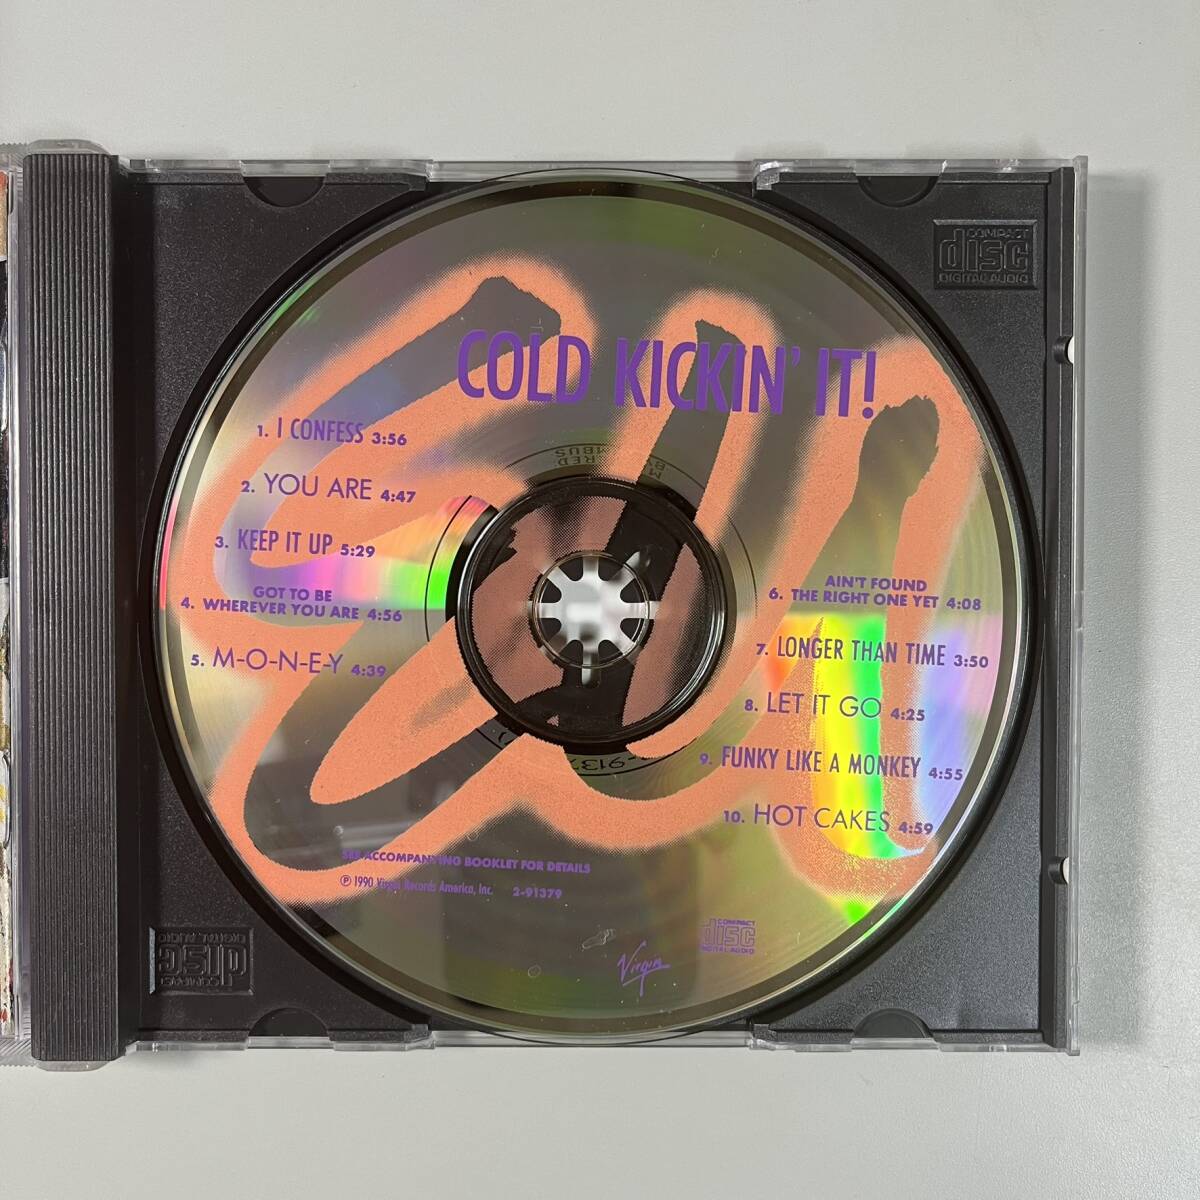 COLD KICKIN' IT!
1. I CONFESS 3:56
2. YOU ARE 4:47
3. KEEP IT UP 5:29
GOT TO BE
4. WHEREVER YOU ARE 4:56
5. M-O-N-E-Y 4:39
AIN'T FOUND
6. THE RIGHT ONE YET 4:08
7. LONGER THAN TIME 3:50
8. LET IT GO 4:25
9. FUNKY LIKE A MONKEY 4:55
10. HOT CAKES 4:59
SEE ACCOMPANYING BOOKLET FOR DETAILS
℗ 1990 Virgin Records America, Inc. 2-91379
Virgin
COMPACT
disc
DIGITAL AUDIO
COMPACT
disc
DIGITAL AUDIO
COMPACT
disc
DIGITAL AUDIO